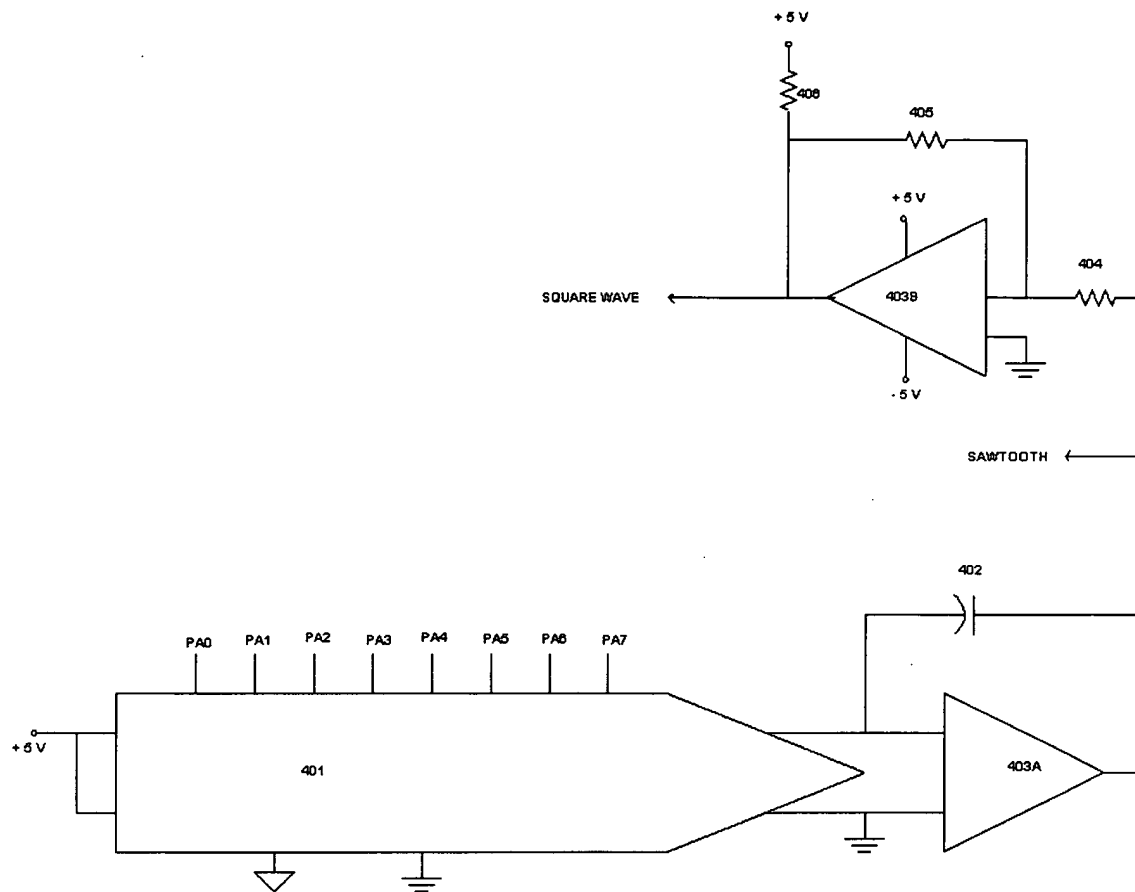 + 5 V
406
405
+ 5 V
404
403B
SQUARE WAVE
- 5 V
SAWTOOTH
402
PA0 PA1 PA2 PA3 PA4 PA5 PA6 PA7
+ 5 V
401
403A